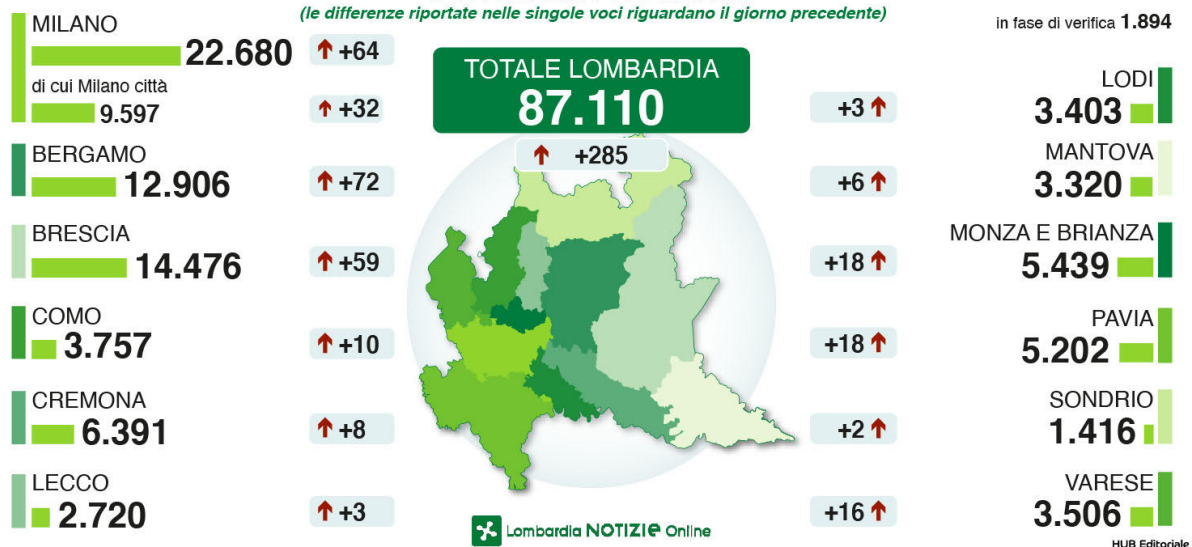 (le differenze riportate nelle singole voci riguardano il giorno precedente)
in fase di verifica 1.894
MILANO
22.680
+64
di cui Milano città
9.597
+32
BERGAMO
12.906
+72
BRESCIA
14.476
+59
COMO
3.757
+10
CREMONA
6.391
+8
LECCO
2.720
+3
TOTALE LOMBARDIA
87.110
+285
LODI
+3
3.403
MANTOVA
+6
3.320
MONZA E BRIANZA
+18
5.439
PAVIA
+18
5.202
SONDRIO
+2
1.416
VARESE
+16
3.506
Lombardia NOTIZIE Online
HUB Editoriale